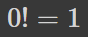 0! = 1